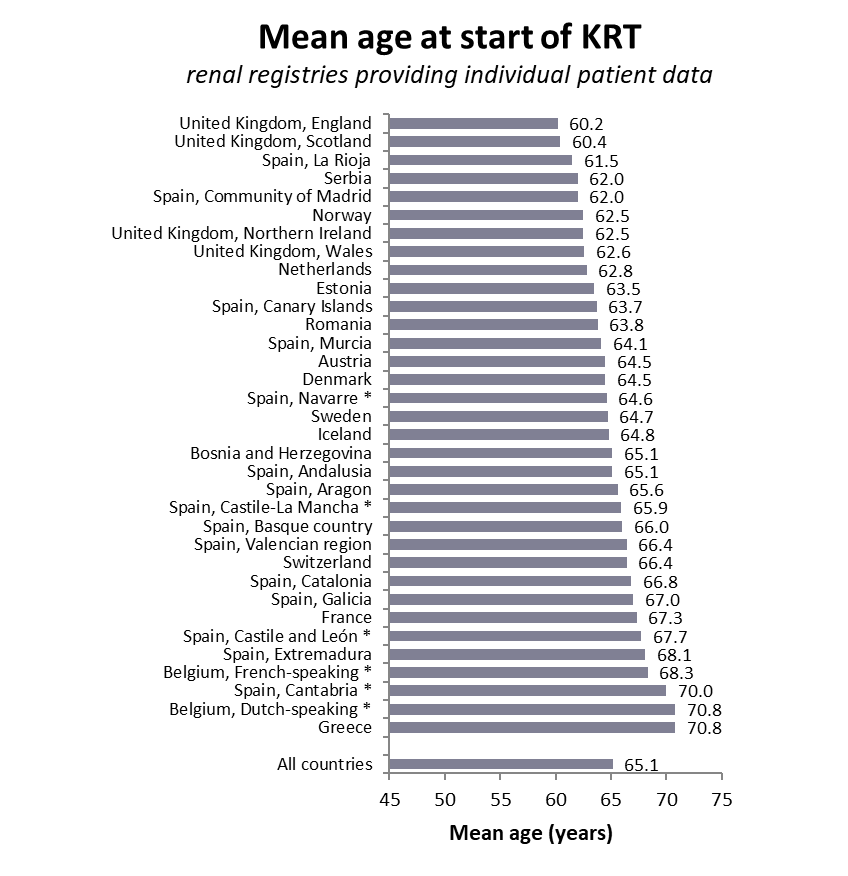 Mean age at start of KRT
renal registries providing individual patient data
United Kingdom, England 60.2
United Kingdom, Scotland 60.4
Spain, La Rioja 61.5
Serbia 62.0
Spain, Community of Madrid 62.0
Norway 62.5
United Kingdom, Northern Ireland 62.5
United Kingdom, Wales 62.6
Netherlands 62.8
Estonia 63.5
Spain, Canary Islands 63.7
Romania 63.8
Spain, Murcia 64.1
Austria 64.5
Denmark 64.5
Spain, Navarre * 64.6
Sweden 64.7
Iceland 64.8
Bosnia and Herzegovina 65.1
Spain, Andalusia 65.1
Spain, Aragon 65.6
Spain, Castile-La Mancha * 65.9
Spain, Basque country 66.0
Spain, Valencian region 66.4
Switzerland 66.4
Spain, Catalonia 66.8
Spain, Galicia 67.0
France 67.3
Spain, Castile and León * 67.7
Spain, Extremadura 68.1
Belgium, French-speaking * 68.3
Spain, Cantabria * 70.0
Belgium, Dutch-speaking * 70.8
Greece 70.8
All countries 65.1
45 50 55 60 65 70 75
Mean age (years)